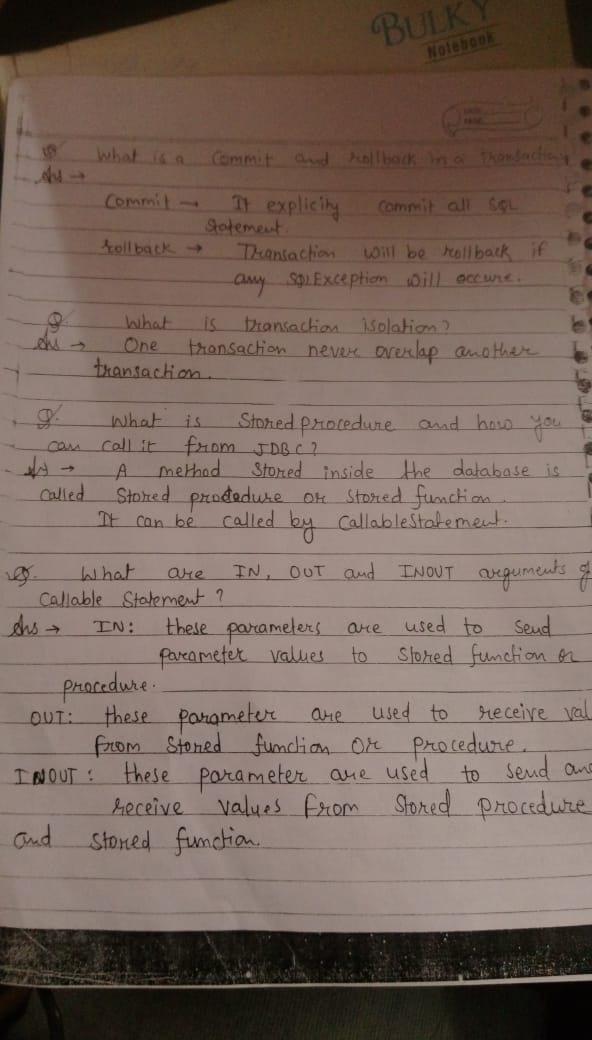 BULKY
Notebook
Q. What is a Commit and rollback in a transaction
Ans →
Commit → It explicity commit all SQL
Statement.
rollback → Transaction will be rollback if
any SQLException will occure.
Q. What is transaction isolation?
Ans → One transaction never overlap another
transaction.
Q. What is Stored procedure and how you
can call it from JDBC?
Ans → A method Stored inside the database is
called Stored procedure or stored function.
It can be called by CallableStatement.
Q. What are IN, OUT and INOUT arguments of
Callable Statement ?
Ans → IN: these parameters are used to send
parameter values to stored function or
procedure.
OUT: these parameter are used to receive val
from Stored function or procedure.
INOUT : these parameter are used to send and
receive values from stored procedure
and stored function.